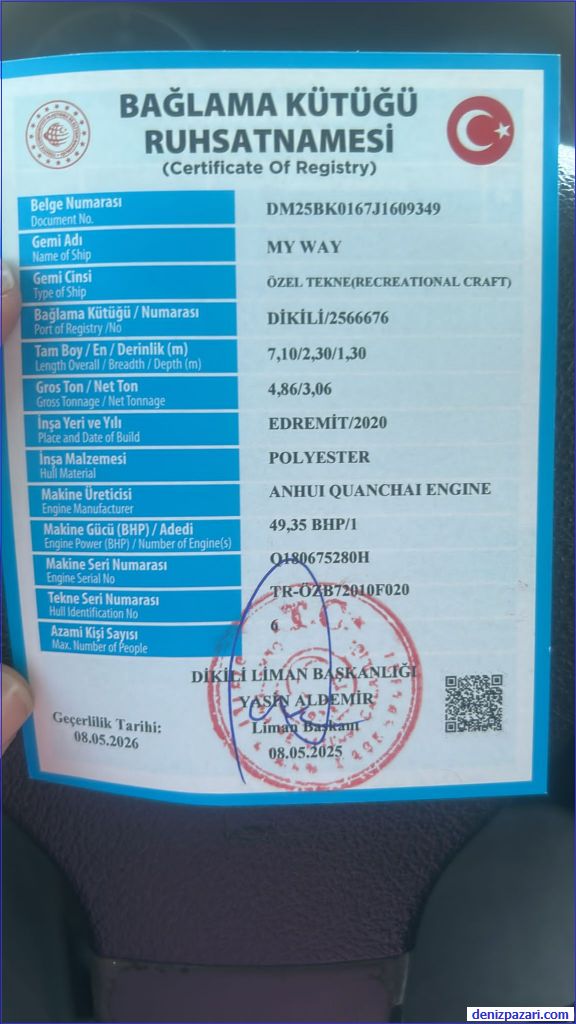 BAĞLAMA KÜTÜĞÜ
RUHSATNAMESİ
(Certificate Of Registry)
Belge Numarası
Document No.
DM25BK0167J1609349
Gemi Adı
Name of Ship
MY WAY
Gemi Cinsi
Type of Ship
ÖZEL TEKNE(RECREATIONAL CRAFT)
Bağlama Kütüğü / Numarası
Port of Registry /No
DİKİLİ/2566676
Tam Boy / En / Derinlik (m)
Length Overall / Breadth / Depth (m)
7,10/2,30/1,30
Gros Ton / Net Ton
Gross Tonnage / Net Tonnage
4,86/3,06
İnşa Yeri ve Yılı
Place and Date of Build
EDREMİT/2020
İnşa Malzemesi
Hull Material
POLYESTER
Makine Üreticisi
Engine Manufacturer
ANHUI QUANCHAI ENGINE
Makine Gücü (BHP) / Adedi
Engine Power (BHP) / Number of Engine(s)
49,35 BHP/1
Makine Seri Numarası
Engine Serial No
Q180675280H
Tekne Seri Numarası
Hull Identification No
TR-ÖZB72010F020
Azami Kişi Sayısı
Max. Number of People
6
T.C.
DİKİLİ LİMAN BAŞKANLIĞI
YASİN ALDEMİR
Liman Başkanı
08.05.2025
Geçerlilik Tarihi:
08.05.2026
denizpazari.com